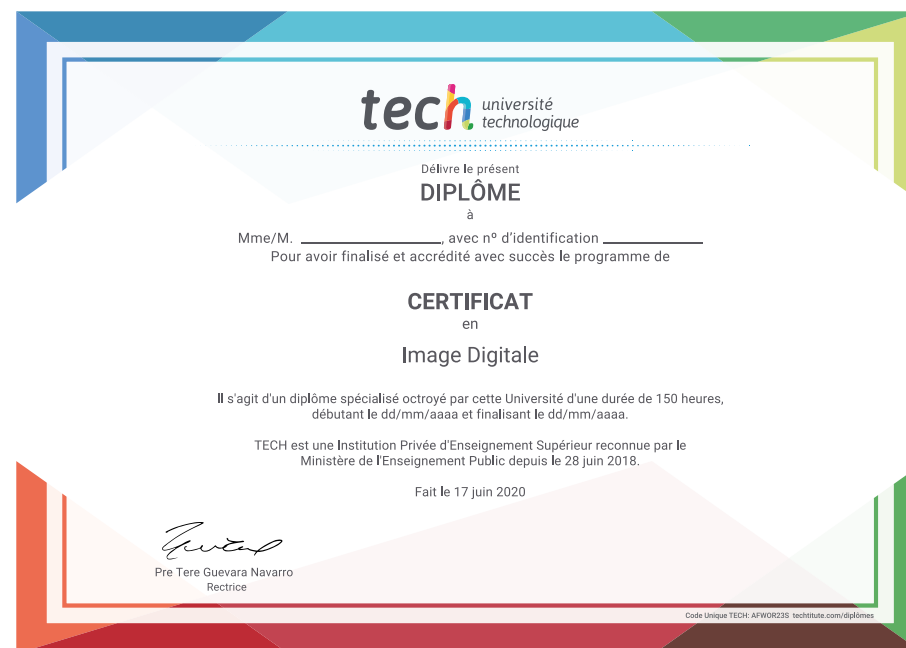 tech université
technologique
Délivre le présent
DIPLÔME
à
Mme/M. ____________________, avec nº d'identification ______________
Pour avoir finalisé et accrédité avec succès le programme de
CERTIFICAT
en
Image Digitale
Il s'agit d'un diplôme spécialisé octroyé par cette Université d'une durée de 150 heures,
débutant le dd/mm/aaaa et finalisant le dd/mm/aaaa.
TECH est une Institution Privée d'Enseignement Supérieur reconnue par le
Ministère de l'Enseignement Public depuis le 28 juin 2018.
Fait le 17 juin 2020
Pre Tere Guevara Navarro
Rectrice
Code Unique TECH: AFWOR23S techtitute.com/diplômes